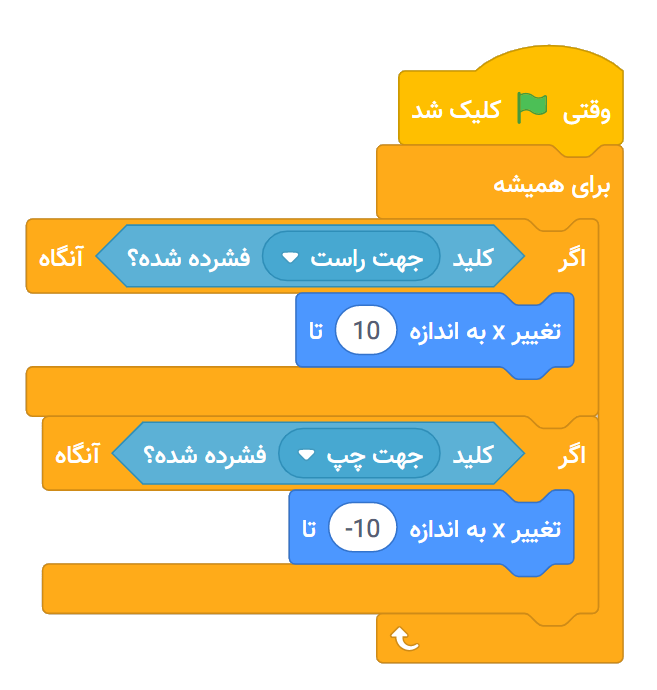 وقتی کلیک شد
برای همیشه
اگر کلید جهت راست فشرده شده؟ آنگاه
تغییر x به اندازه 10 تا
اگر کلید جهت چپ فشرده شده؟ آنگاه
تغییر x به اندازه -10 تا